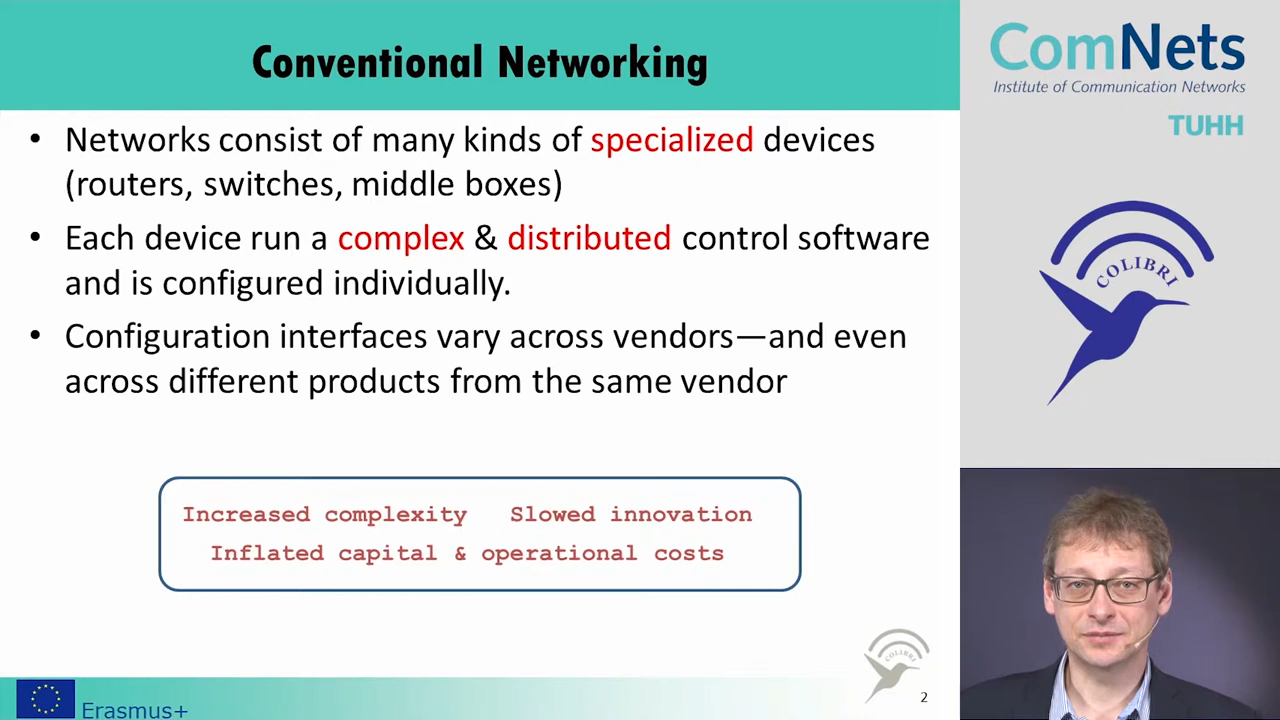 Conventional Networking
• Networks consist of many kinds of specialized devices
(routers, switches, middle boxes)
• Each device run a complex & distributed control software
and is configured individually.
• Configuration interfaces vary across vendors—and even
across different products from the same vendor
Increased complexity Slowed innovation
Inflated capital & operational costs
COLIBRI
Erasmus+
2
ComNets
Institute of Communication Networks
TUHH
COLIBRI